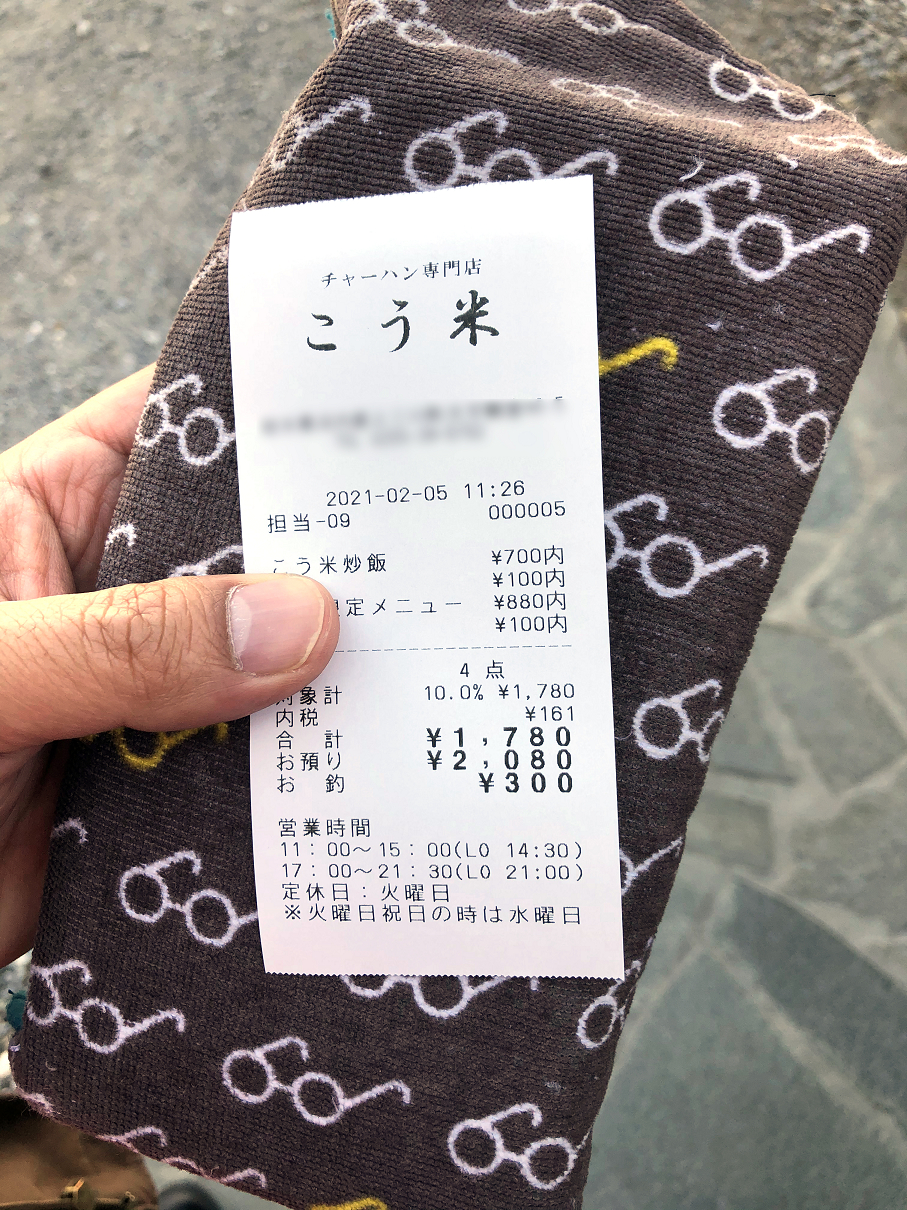 チャーハン専門店
こう米
2021-02-05 11:26
担当-09 000005
こう米炒飯 ¥700内
¥100内
定メニュー ¥880内
¥100内
4点
対象計 10.0% ¥1,780
内税 ¥161
合 計 ¥1,780
お預り ¥2,080
お 釣 ¥300
営業時間
11:00～15:00(LO 14:30)
17:00～21:30(LO 21:00)
定休日:火曜日
※火曜日祝日の時は水曜日